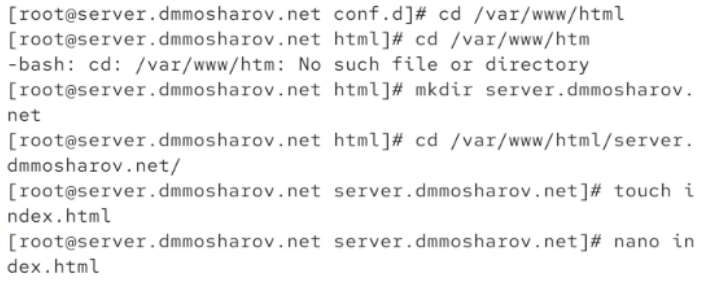 [root@server.dmmosharov.net conf.d]# cd /var/www/html
[root@server.dmmosharov.net html]# cd /var/www/htm
-bash: cd: /var/www/htm: No such file or directory
[root@server.dmmosharov.net html]# mkdir server.dmmosharov.
net
[root@server.dmmosharov.net html]# cd /var/www/html/server.
dmmosharov.net/
[root@server.dmmosharov.net server.dmmosharov.net]# touch i
ndex.html
[root@server.dmmosharov.net server.dmmosharov.net]# nano in
dex.html